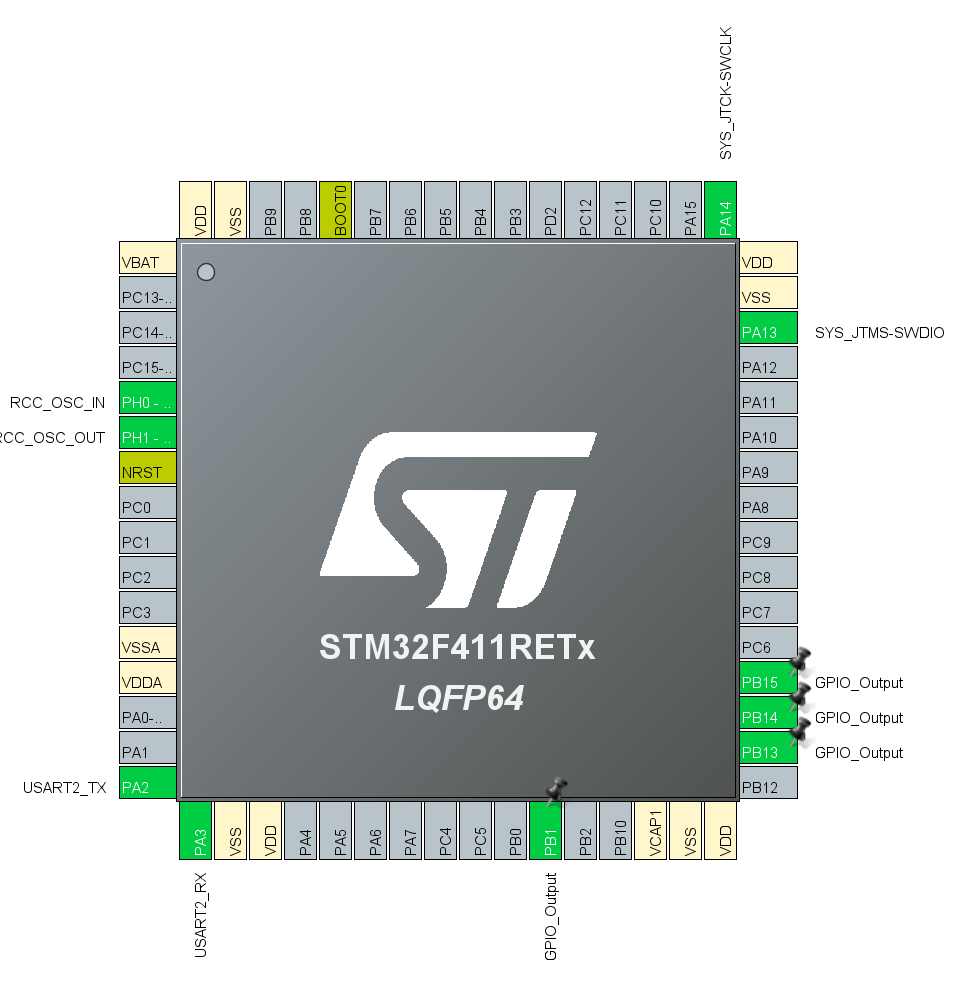 SYS_JTCK-SWCLK
VDD
VSS
PB9
PB8
BOOT0
PB7
PB6
PB5
PB4
PB3
PD2
PC12
PC11
PC10
PA15
PA14
VBAT
PC13-..
PC14-..
PC15-..
RCC_OSC_IN
PH0 - ..
RCC_OSC_OUT
PH1 - ..
NRST
PC0
PC1
PC2
PC3
VSSA
VDDA
PA0-..
PA1
USART2_TX
PA2
ST
STM32F411RETx
LQFP64
VDD
VSS
PA13
SYS_JTMS-SWDIO
PA12
PA11
PA10
PA9
PA8
PC9
PC8
PC7
PC6
PB15
GPIO_Output
PB14
GPIO_Output
PB13
GPIO_Output
PB12
PA3
VSS
VDD
PA4
PA5
PA6
PA7
PC4
PC5
PB0
PB1
PB2
PB10
VCAP1
VSS
VDD
USART2_RX
GPIO_Output